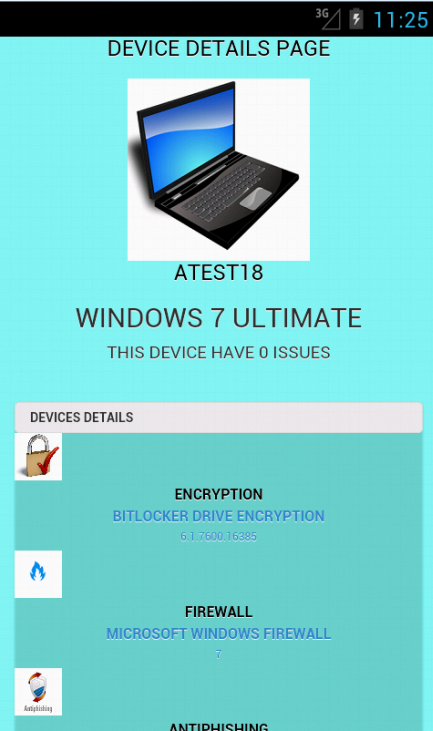 3G 11:25
DEVICE DETAILS PAGE
ATEST18
WINDOWS 7 ULTIMATE
THIS DEVICE HAVE 0 ISSUES
DEVICES DETAILS
ENCRYPTION
BITLOCKER DRIVE ENCRYPTION
6.1.7600.16385
FIREWALL
MICROSOFT WINDOWS FIREWALL
7
Antiphishing
ANTIPHISHING